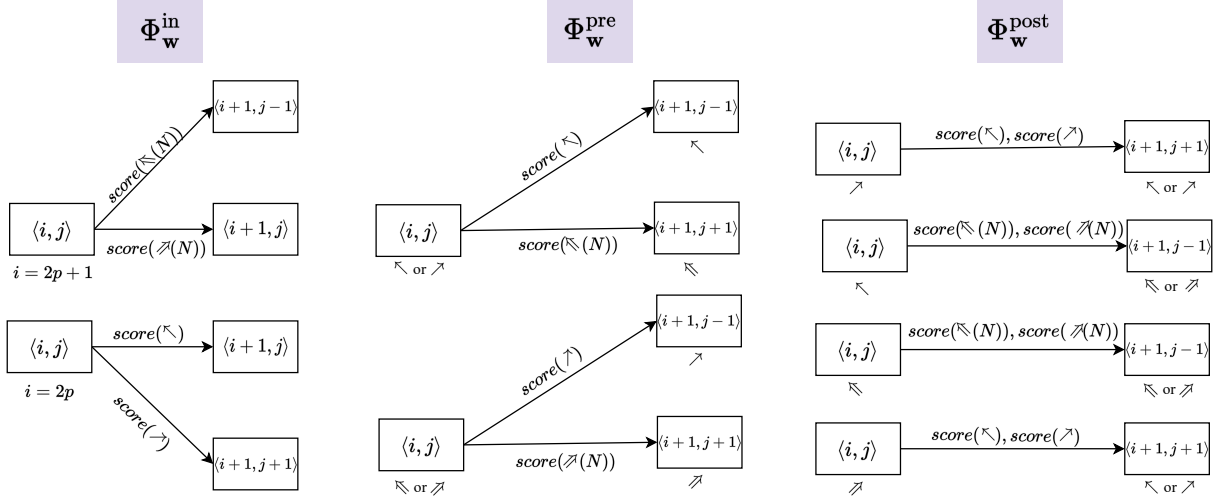 Φ_w^in
⟨i + 1, j − 1⟩
score(⇖(N))
⟨i, j⟩
⟨i + 1, j⟩
score(⇗(N))
i = 2p + 1
⟨i, j⟩
score(↖)
⟨i + 1, j⟩
i = 2p
score(↗)
⟨i + 1, j + 1⟩
Φ_w^pre
⟨i + 1, j − 1⟩
↖
score(↖)
⟨i, j⟩
↖ or ↗
score(⇖(N))
⟨i + 1, j + 1⟩
⇖
⟨i + 1, j − 1⟩
↗
score(↗)
⟨i, j⟩
⇖ or ⇗
score(⇗(N))
⟨i + 1, j + 1⟩
⇗
Φ_w^post
⟨i, j⟩
↗
score(↖), score(↗)
⟨i + 1, j + 1⟩
↖ or ↗
⟨i, j⟩
↖
score(⇖(N)), score(⇗(N))
⟨i + 1, j − 1⟩
⇖ or ⇗
⟨i, j⟩
⇖
score(⇖(N)), score(⇗(N))
⟨i + 1, j − 1⟩
⇖ or ⇗
⟨i, j⟩
⇗
score(↖), score(↗)
⟨i + 1, j + 1⟩
↖ or ↗